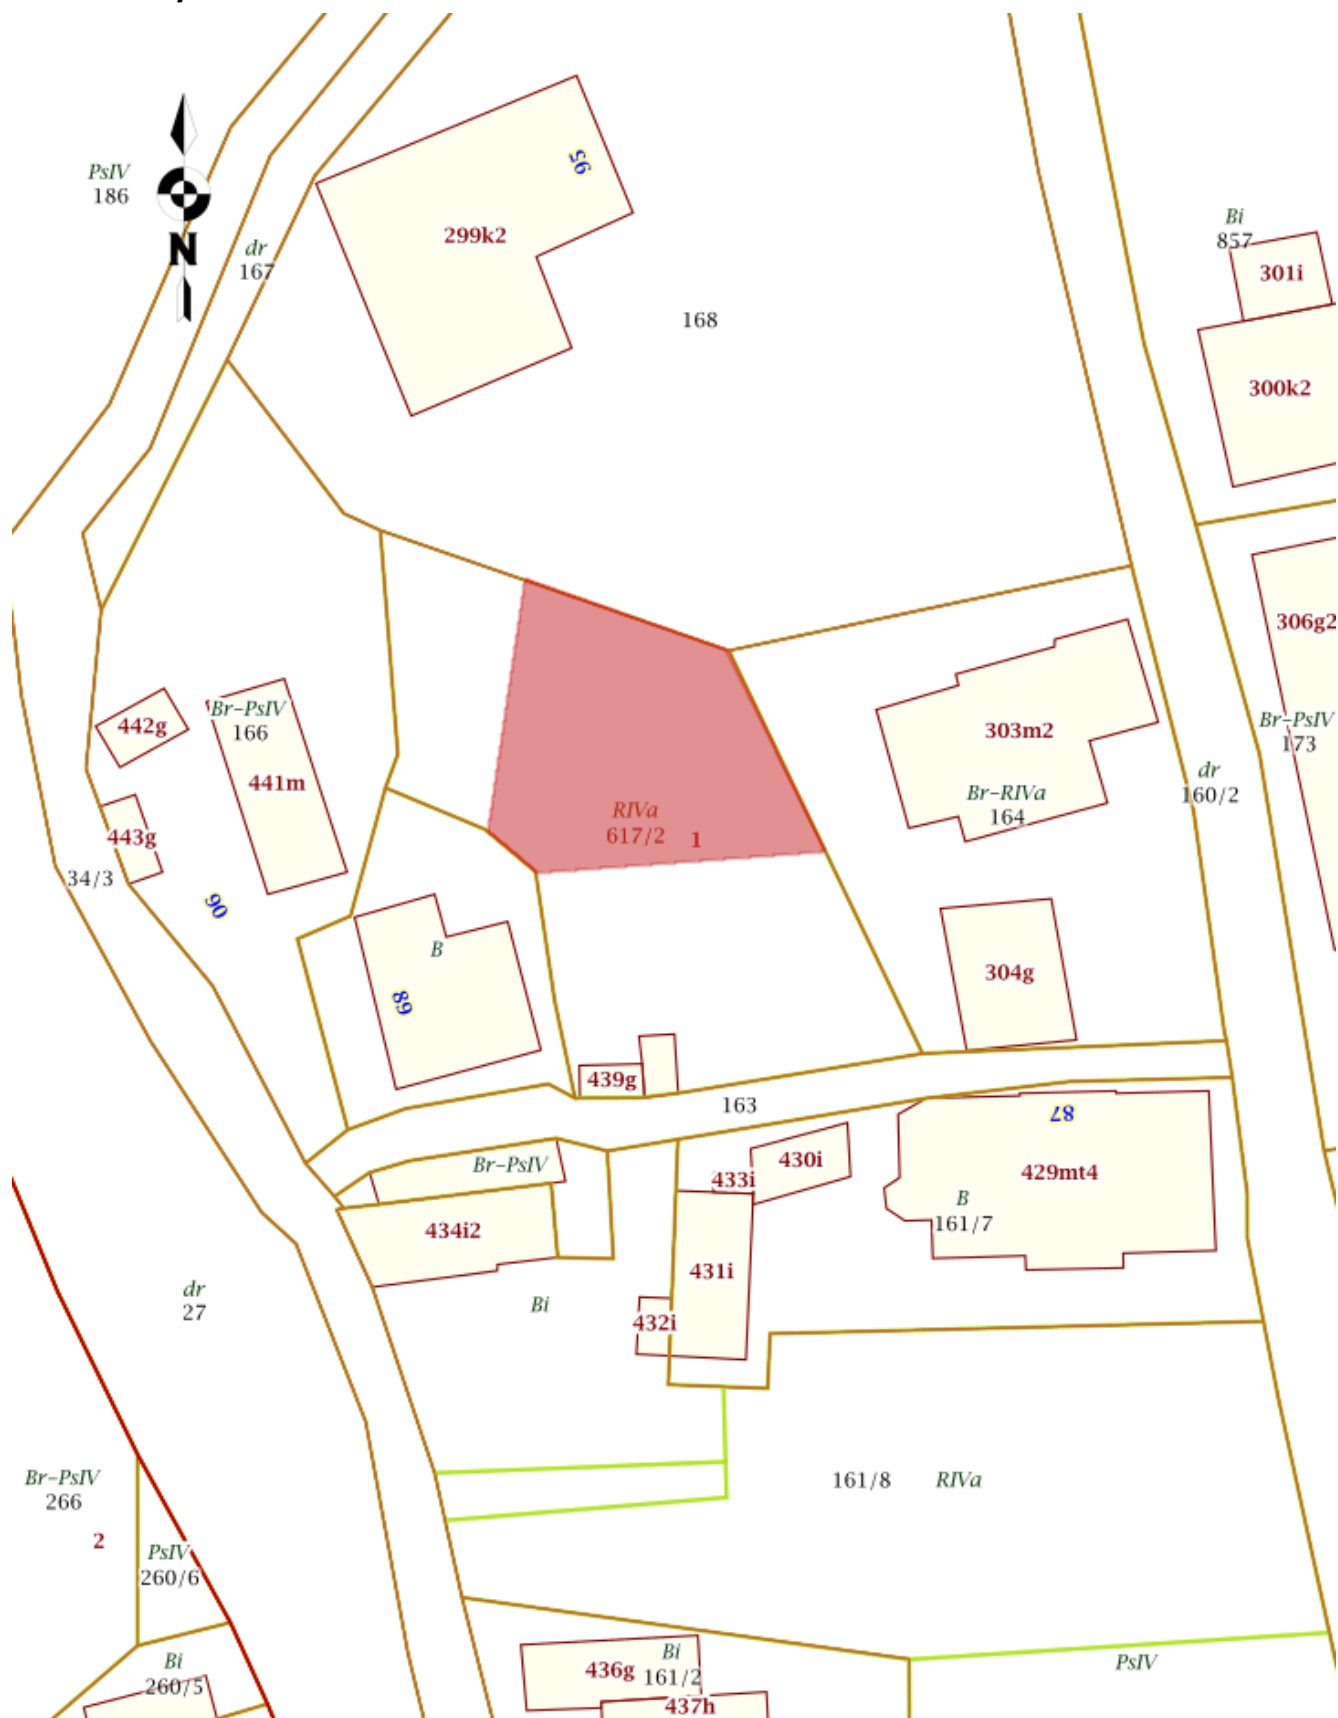 95
PsIV
186
N
dr
167
299k2
168
Bi
857
301i
300k2
306g2
442g
Br-PsIV
166
441m
443g
34/3
90
RIVa
617/2
1
303m2
Br-RIVa
164
dr
160/2
Br-PsIV
173
B
89
304g
439g
163
87
Br-PsIV
434i2
433i
430i
429mt4
B
161/7
431i
432i
Bi
dr
27
Br-PsIV
266
2
PsIV
260/6
161/8
RIVa
Bi
260/5
436g
Bi
161/2
437h
PsIV